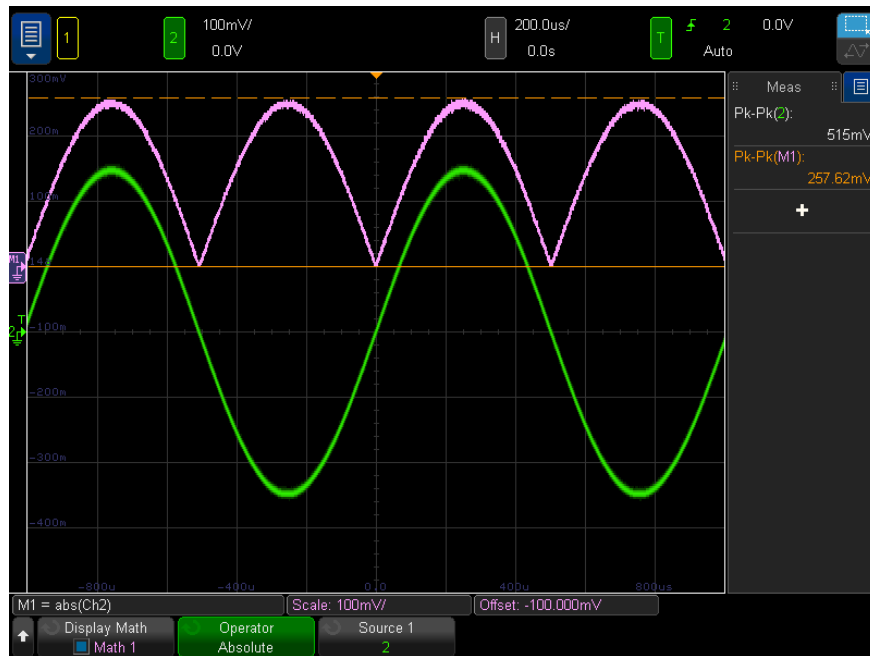 1
2
100mV/
0.0V
H
200.0us/
0.0s
T
2
0.0V
Auto
Meas
Pk-Pk(2):
515mV
Pk-Pk(M1):
257.62mV
+
300mV
200m
100m
M1
T
2
-100m
-200m
-300m
-400m
-800u
-400u
0.0
400u
800us
M1 = abs(Ch2)
Scale: 100mV/
Offset: -100.000mV
Display Math
Math 1
Operator
Absolute
Source 1
2